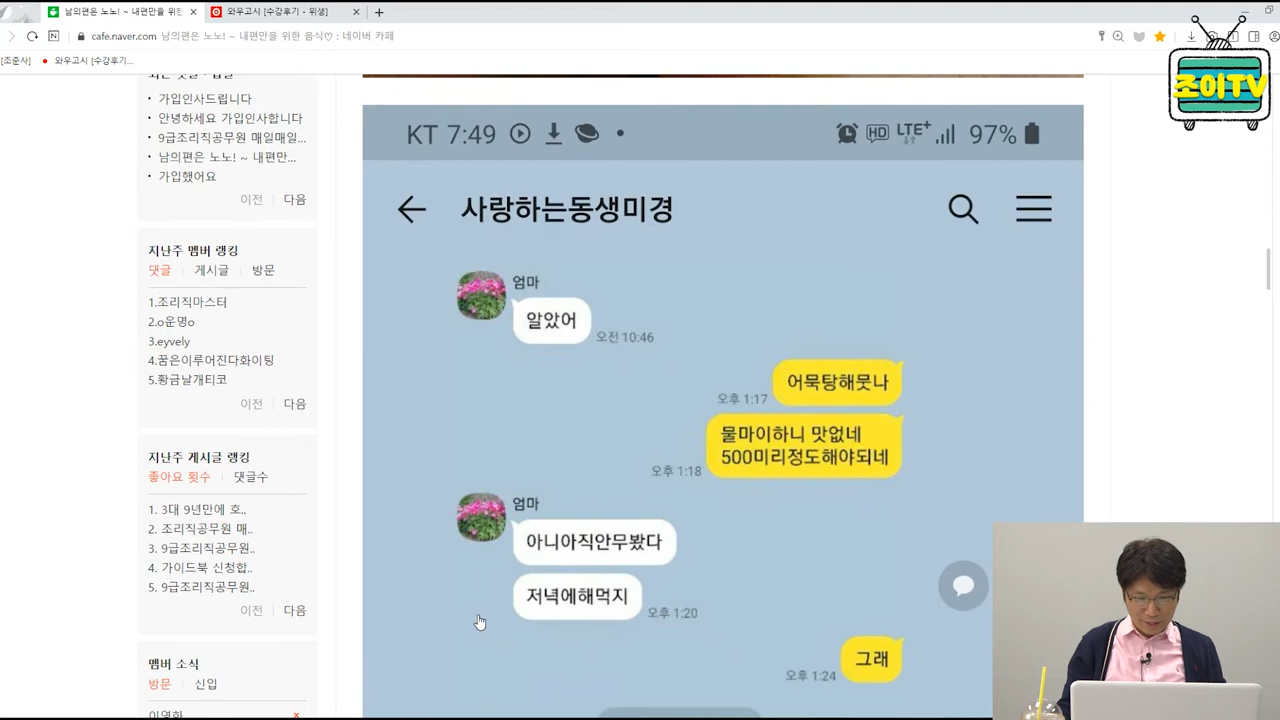 남의편은 노노! ~ 내편만을 위한
와우고시 [수강후기 - 위생]
cafe.naver.com 남의편은 노노! ~ 내편만을 위한 음식♡ : 네이버 카페
[조준사]
와우고시 [수강후기...
조이TV
가입인사드립니다
안녕하세요 가입인사합니다
9급조리직공무원 매일매일...
남의편은 노노! ~ 내편만...
가입했어요
이전 다음
지난주 멤버 랭킹
댓글 게시글 방문
1.조리직마스터
2.o운명o
3.eyvely
4.꿈은이루어진다화이팅
5.황금날개티코
이전 다음
지난주 게시글 랭킹
좋아요 횟수 댓글수
1. 3대 9년만에 호..
2. 조리직공무원 매..
3. 9급조리직공무원..
4. 가이드북 신청합..
5. 9급조리직공무원..
이전 다음
멤버 소식
방문 신입
KT 7:49 HD LTE+ 97%
사랑하는동생미경
엄마
알았어
오전 10:46
어묵탕해뭇나
오후 1:17
물마이하니 맛없네
500미리정도해야되네
오후 1:18
엄마
아니아직안무봤다
저녁에해먹지
오후 1:20
그래
오후 1:24